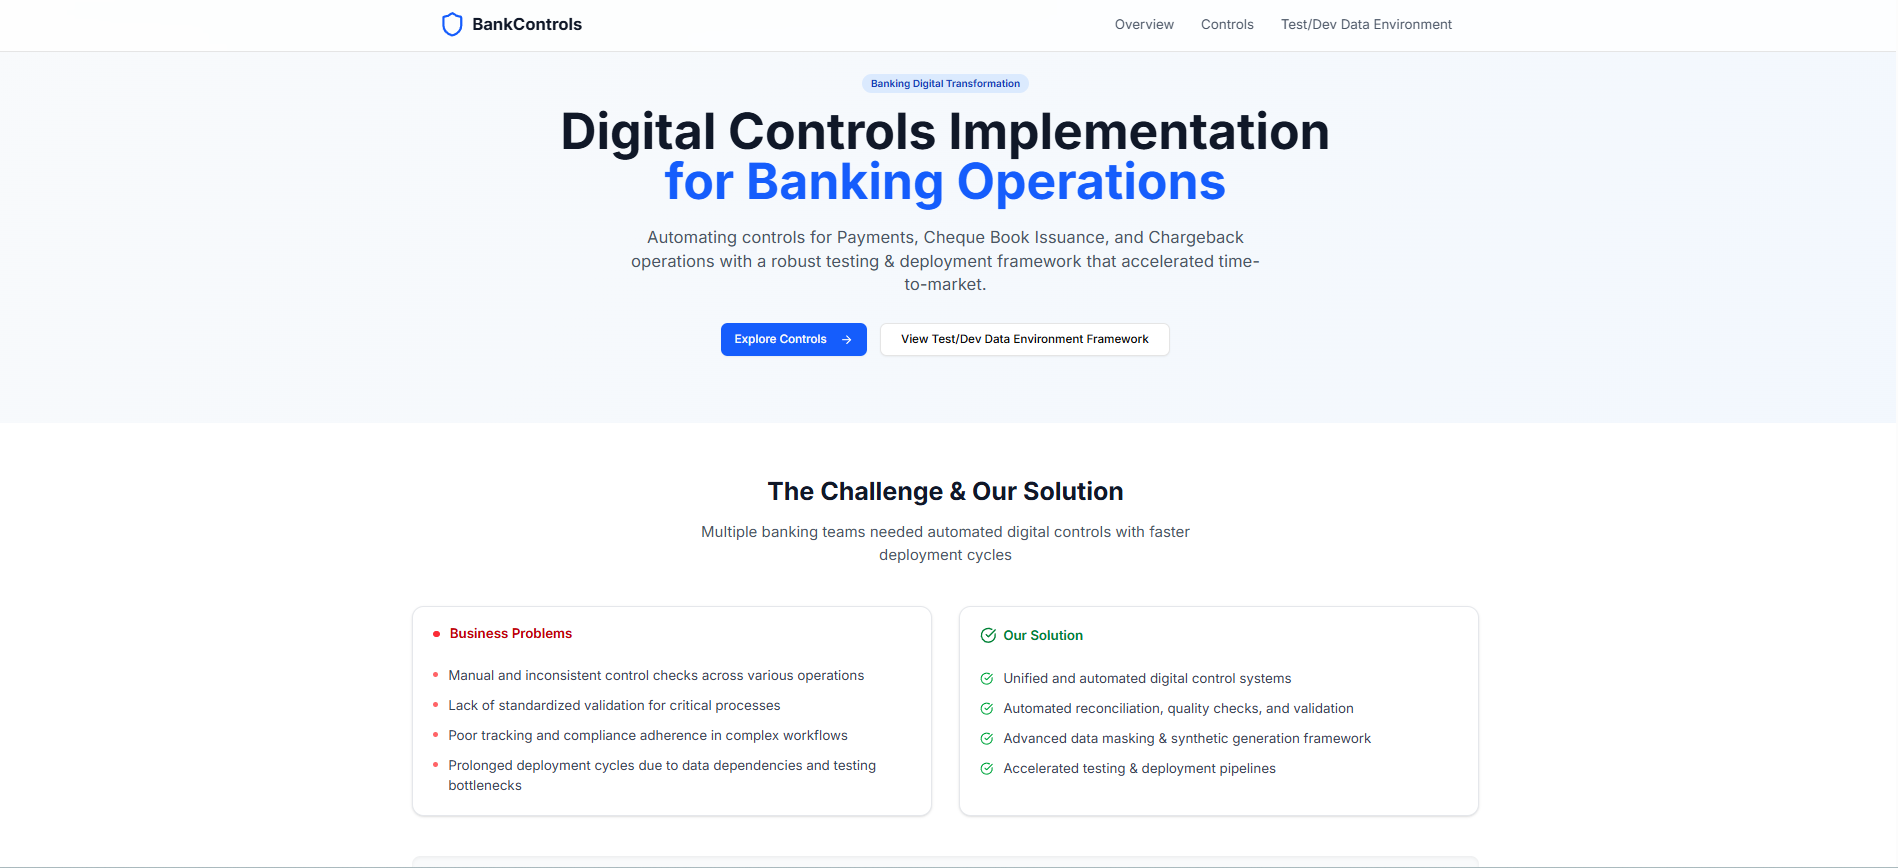 BankControls
Overview
Controls
Test/Dev Data Environment
Banking Digital Transformation
Digital Controls Implementation
for Banking Operations
Automating controls for Payments, Cheque Book Issuance, and Chargeback
operations with a robust testing & deployment framework that accelerated time-
to-market.
Explore Controls
View Test/Dev Data Environment Framework
The Challenge & Our Solution
Multiple banking teams needed automated digital controls with faster
deployment cycles
Business Problems
Manual and inconsistent control checks across various operations
Lack of standardized validation for critical processes
Poor tracking and compliance adherence in complex workflows
Prolonged deployment cycles due to data dependencies and testing
bottlenecks
Our Solution
Unified and automated digital control systems
Automated reconciliation, quality checks, and validation
Advanced data masking & synthetic generation framework
Accelerated testing & deployment pipelines